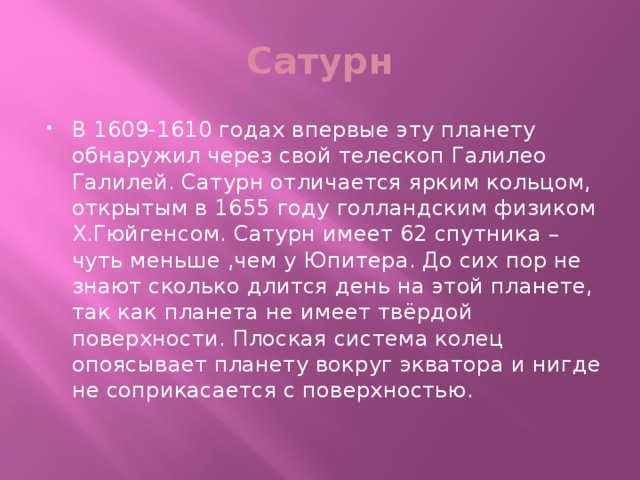 Сатурн
• В 1609-1610 годах впервые эту планету
обнаружил через свой телескоп Галилео
Галилей. Сатурн отличается ярким кольцом,
открытым в 1655 году голландским физиком
Х.Гюйгенсом. Сатурн имеет 62 спутника –
чуть меньше ,чем у Юпитера. До сих пор не
знают сколько длится день на этой планете,
так как планета не имеет твёрдой
поверхности. Плоская система колец
опоясывает планету вокруг экватора и нигде
не соприкасается с поверхностью.